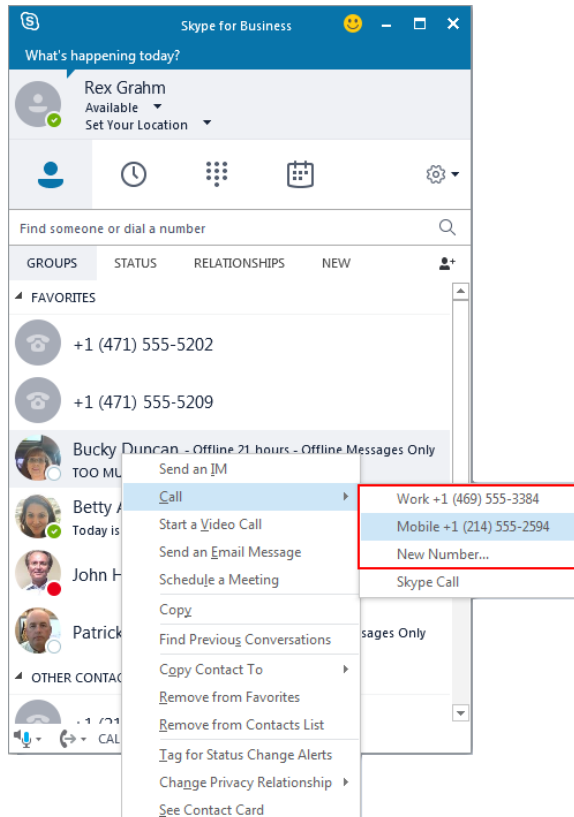 Skype for Business
What's happening today?
Rex Grahm
Available
Set Your Location
Find someone or dial a number
GROUPS STATUS RELATIONSHIPS NEW
FAVORITES
+1 (471) 555-5202
+1 (471) 555-5209
Bucky Duncan - Offline 21 hours - Offline Messages Only
TOO MU
Betty A
Today is
John H
Patrick sages Only
OTHER CONTAC
CAL
Send an IM
Call
Start a Video Call
Send an Email Message
Schedule a Meeting
Copy
Find Previous Conversations
Copy Contact To
Remove from Favorites
Remove from Contacts List
Tag for Status Change Alerts
Change Privacy Relationship
See Contact Card
Work +1 (469) 555-3384
Mobile +1 (214) 555-2594
New Number...
Skype Call